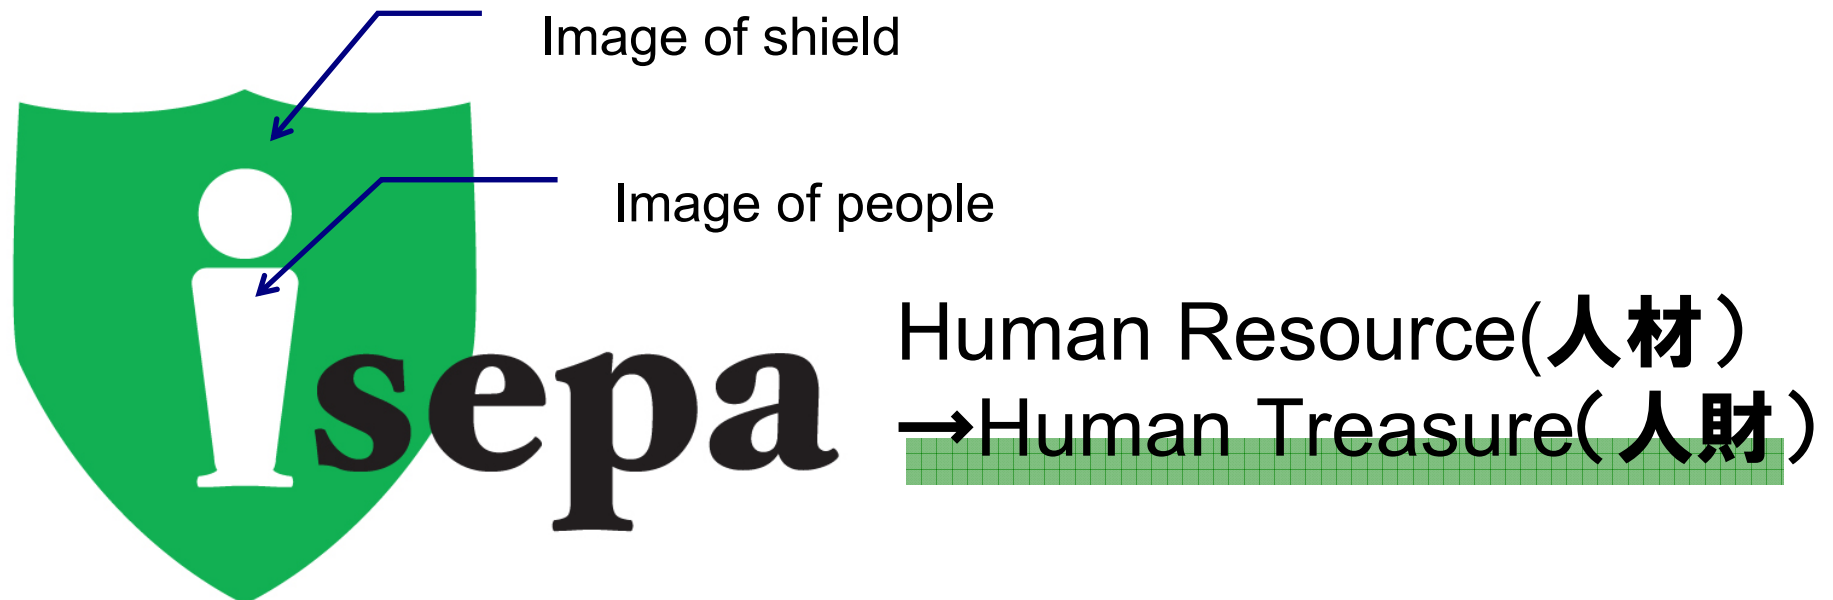 Image of shield
Image of people
isepa
Human Resource(人材）
→Human Treasure(人財）